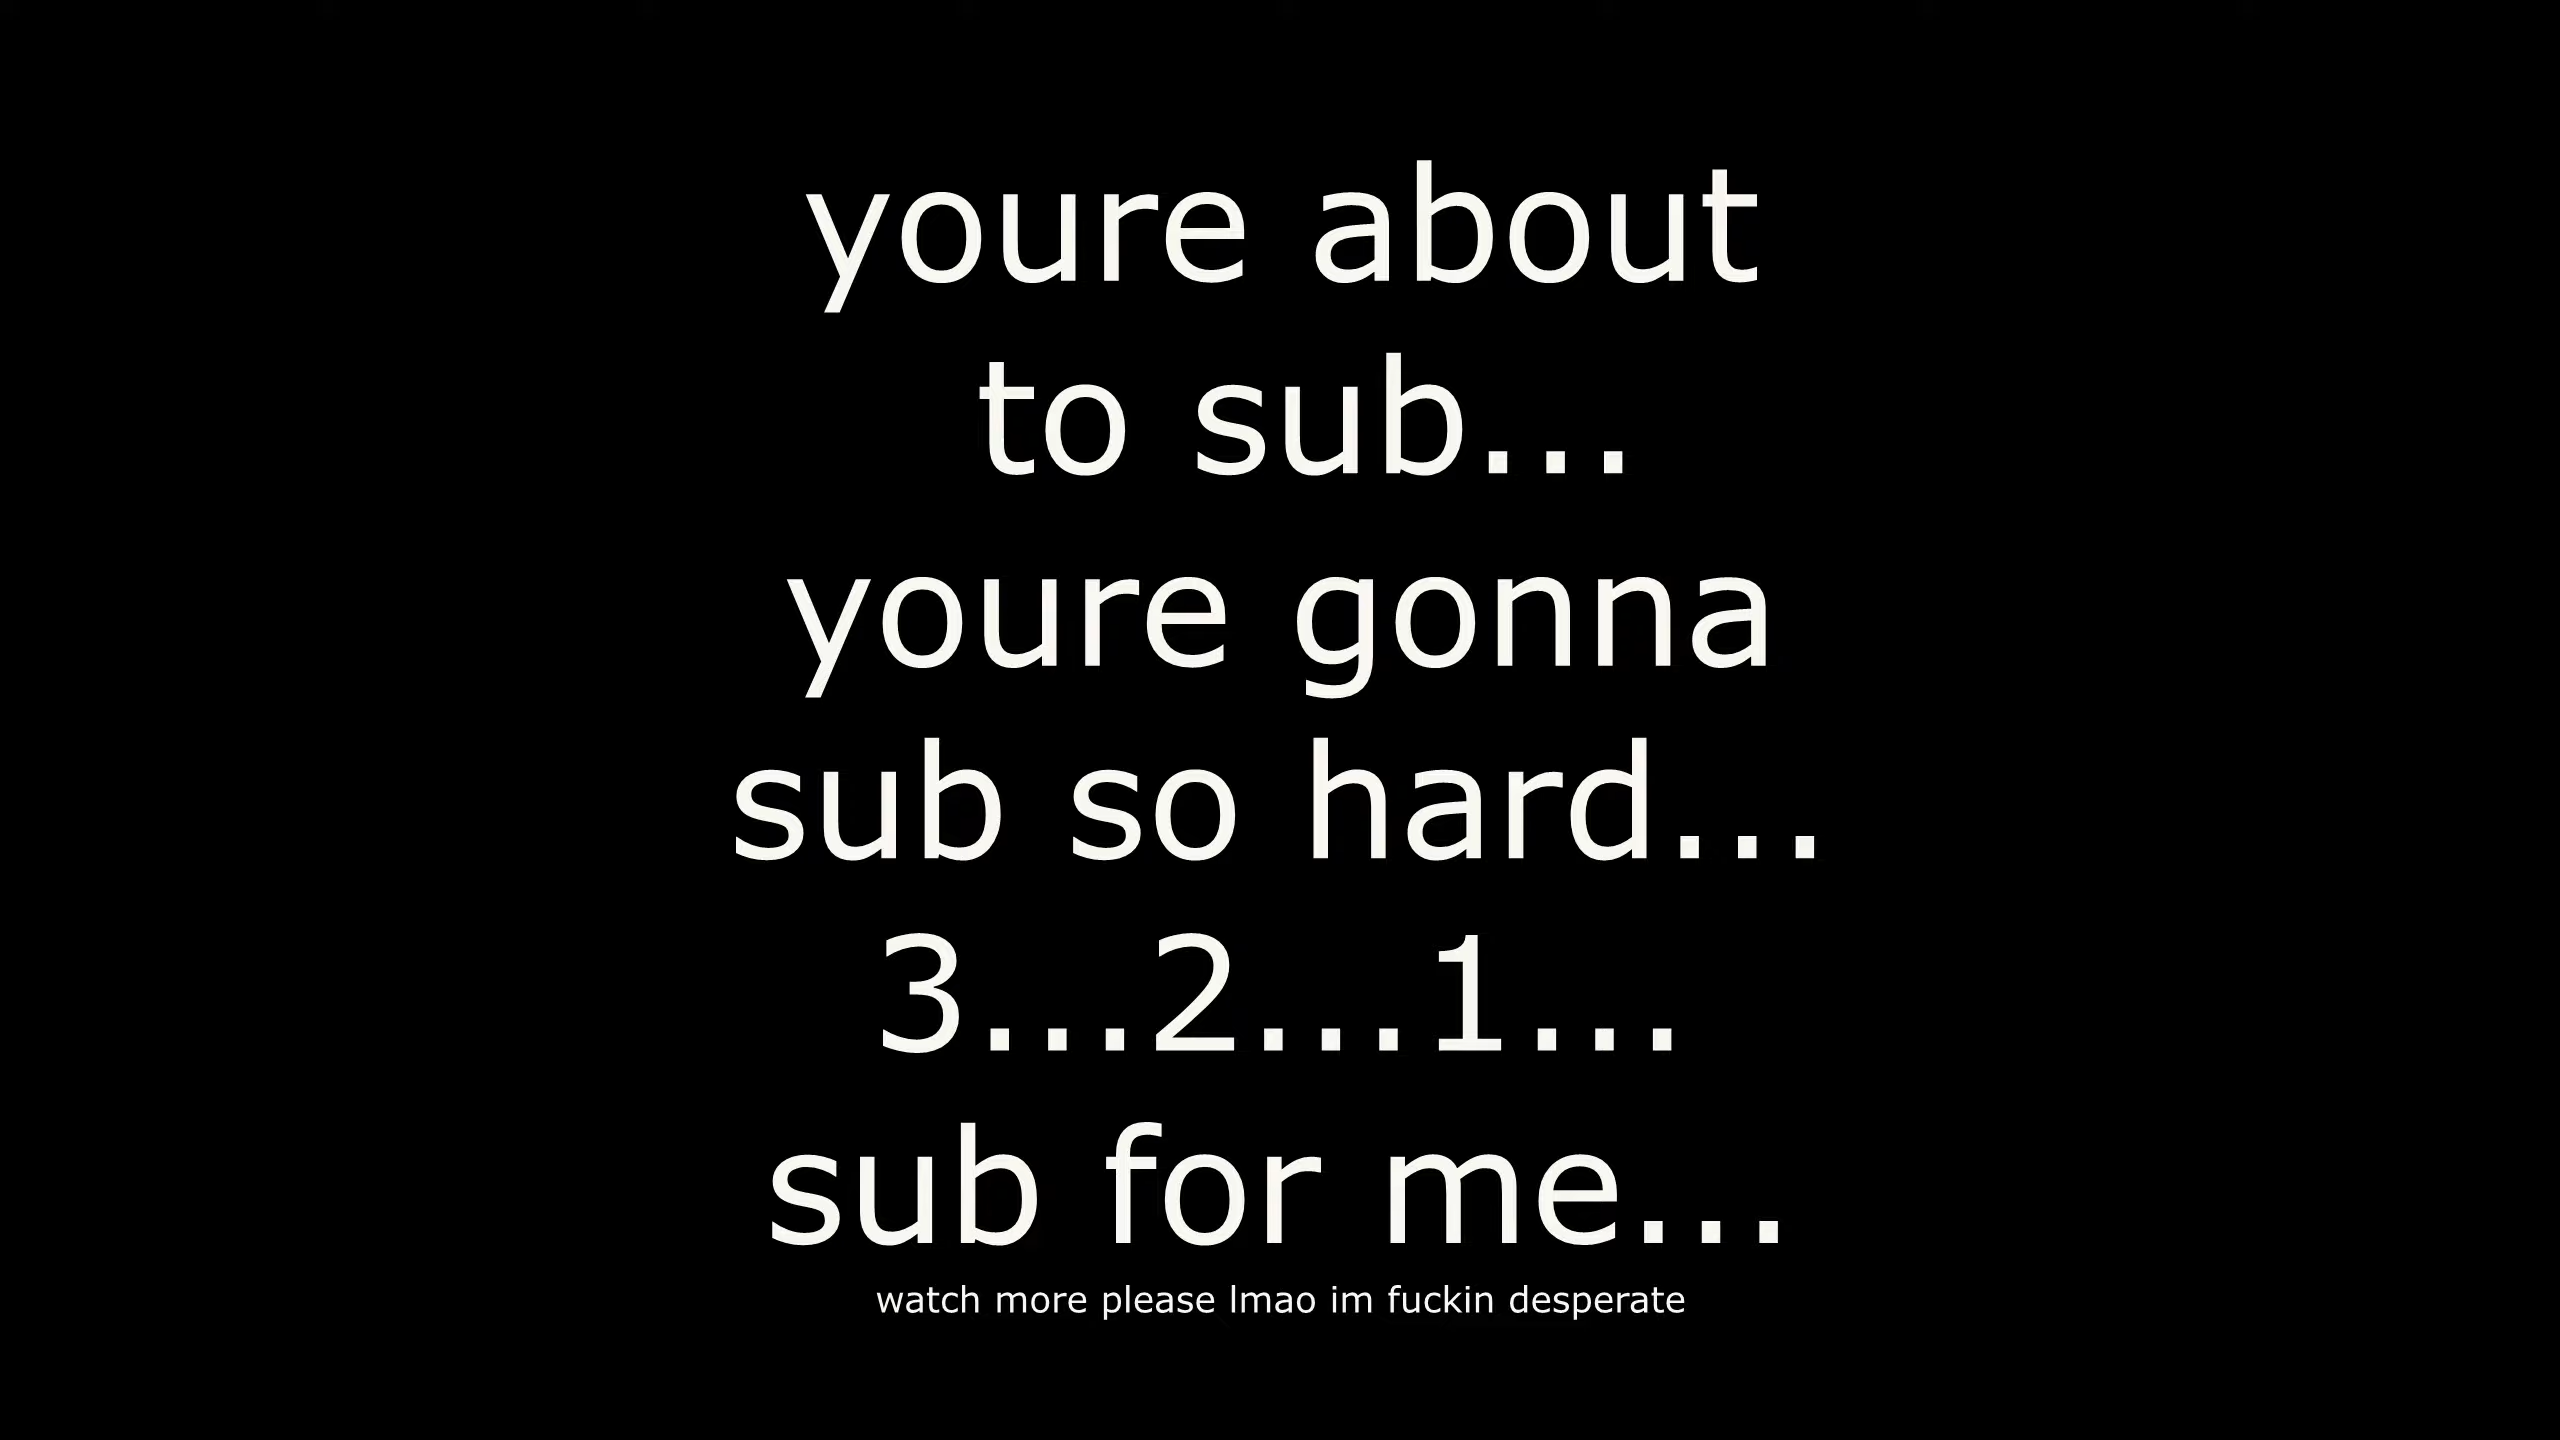 youre about
to sub...
youre gonna
sub so hard...
3...2...1...
sub for me...
watch more please lmao im fuckin desperate